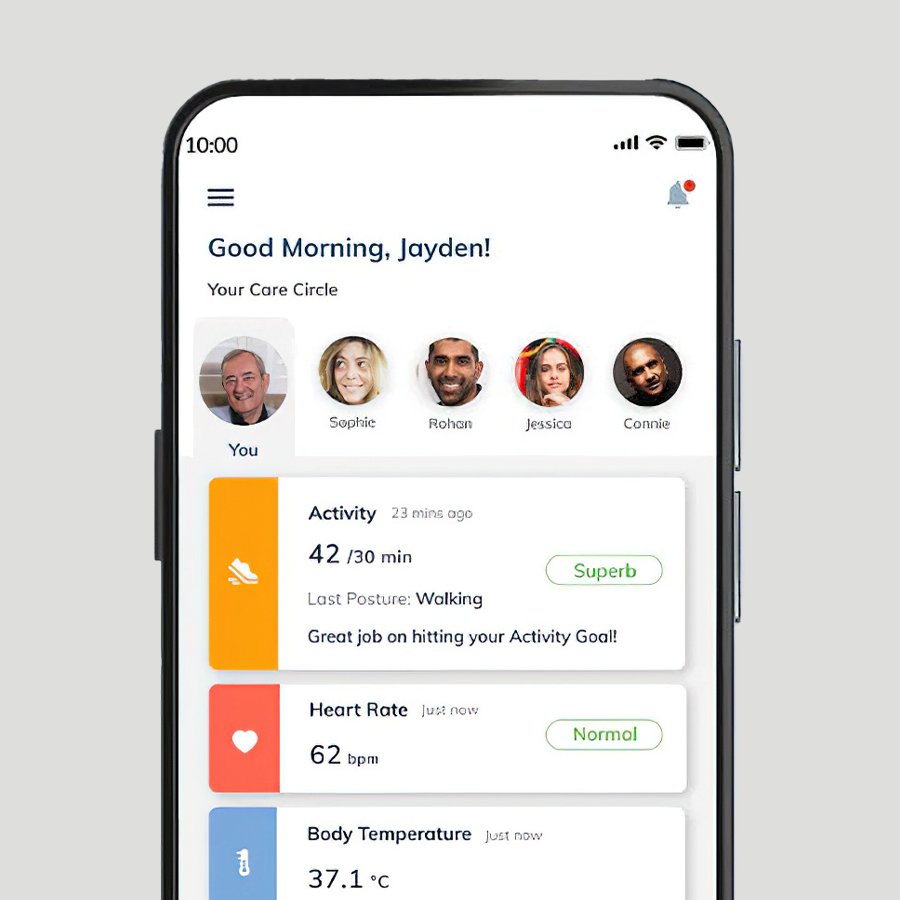 10:00
Good Morning, Jayden!
Your Care Circle
Sophie Rohan Jessica Connie
You
Activity 23 mins ago
42 /30 min
Superb
Last Posture: Walking
Great job on hitting your Activity Goal!
Heart Rate Just now
Normal
62 bpm
Body Temperature Just now
37.1 °C